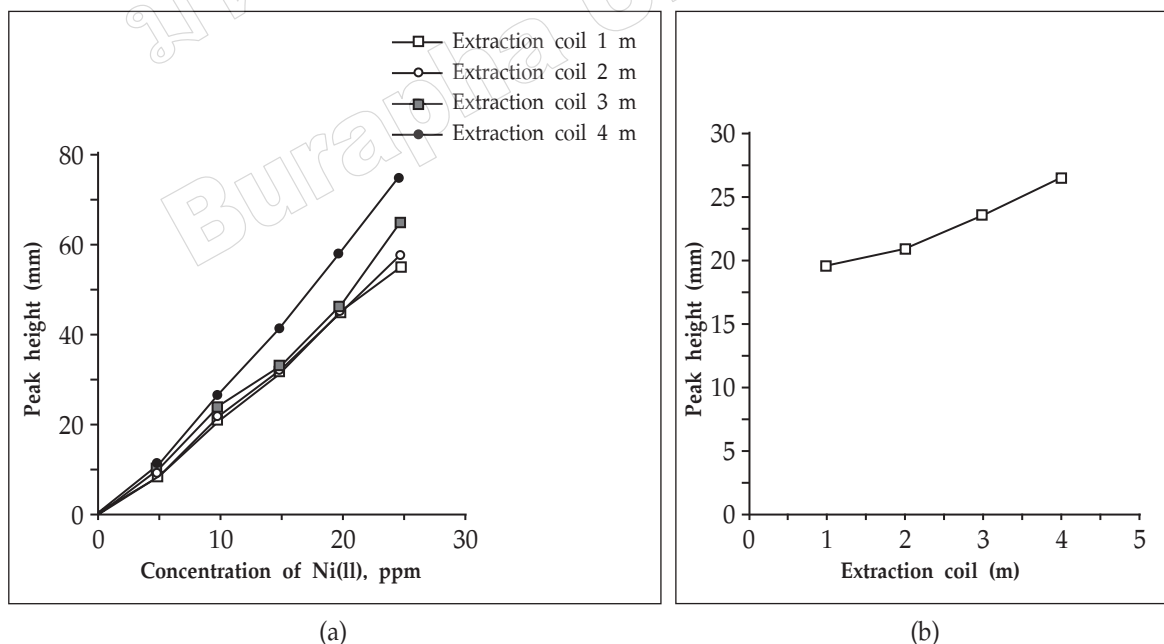 Burapha
Extraction coil 1 m
Extraction coil 2 m
Extraction coil 3 m
Extraction coil 4 m
80
60
40
20
0
Peak height (mm)
0 10 20 30
Concentration of Ni(ll), ppm
(a)
30
25
20
15
10
5
0
Peak height (mm)
0 1 2 3 4 5
Extraction coil (m)
(b)